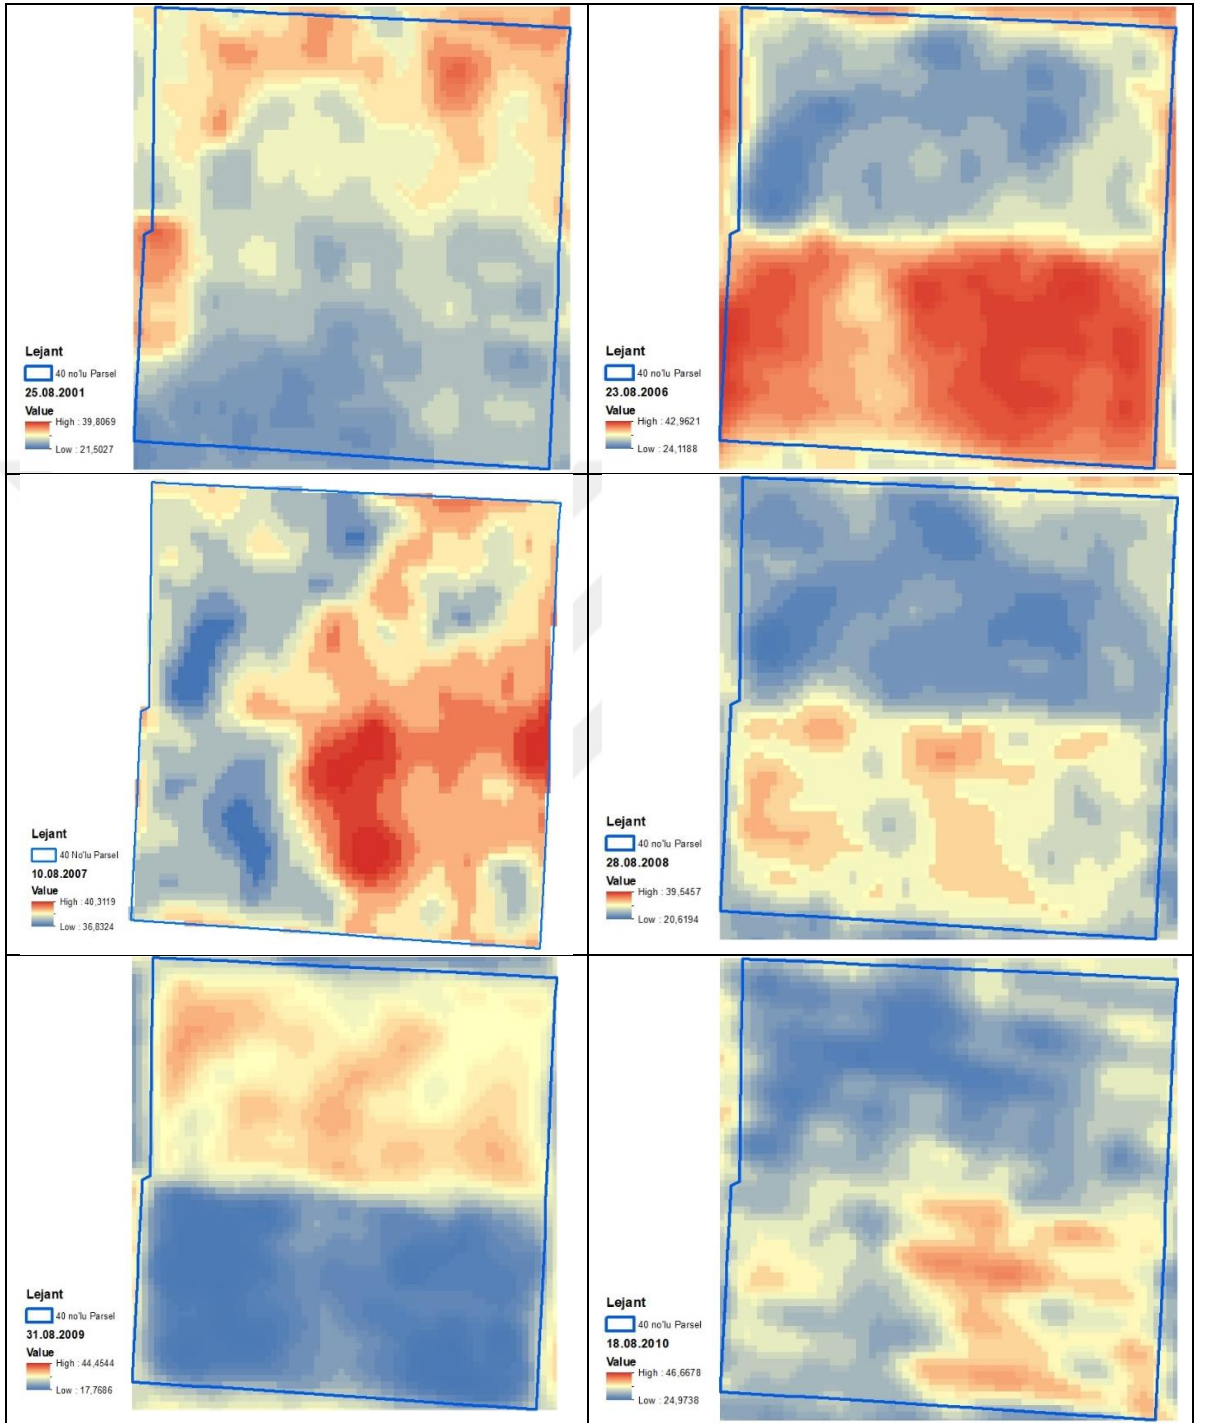 Lejant
40 no'lu Parsel
25.08.2001
Value
High : 39,8069
Low : 21,5027
Lejant
40 no'lu Parsel
23.08.2006
Value
High : 42,9621
Low : 24,1188
Lejant
40 No'lu Parsel
10.08.2007
Value
High : 40,3119
Low : 36,8324
Lejant
40 no'lu Parsel
28.08.2008
Value
High : 39,5457
Low : 20,6194
Lejant
40 no'lu Parsel
31.08.2009
Value
High : 44,4544
Low : 17,7686
Lejant
40 no'lu Parsel
18.08.2010
Value
High : 46,6678
Low : 24,9738